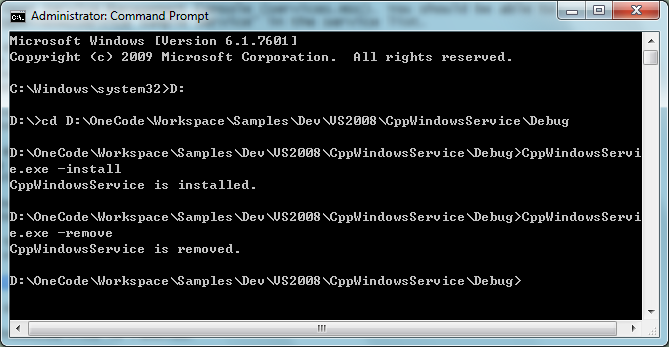 Administrator: Command Prompt
Microsoft Windows [Version 6.1.7601]
Copyright (c) 2009 Microsoft Corporation.  All rights reserved.
C:\Windows\system32>D:
D:\>cd D:\OneCode\Workspace\Samples\Dev\VS2008\CppWindowsService\Debug
D:\OneCode\Workspace\Samples\Dev\VS2008\CppWindowsService\Debug>CppWindowsServi
e.exe -install
CppWindowsService is installed.
D:\OneCode\Workspace\Samples\Dev\VS2008\CppWindowsService\Debug>CppWindowsServi
e.exe -remove
CppWindowsService is removed.
D:\OneCode\Workspace\Samples\Dev\VS2008\CppWindowsService\Debug>